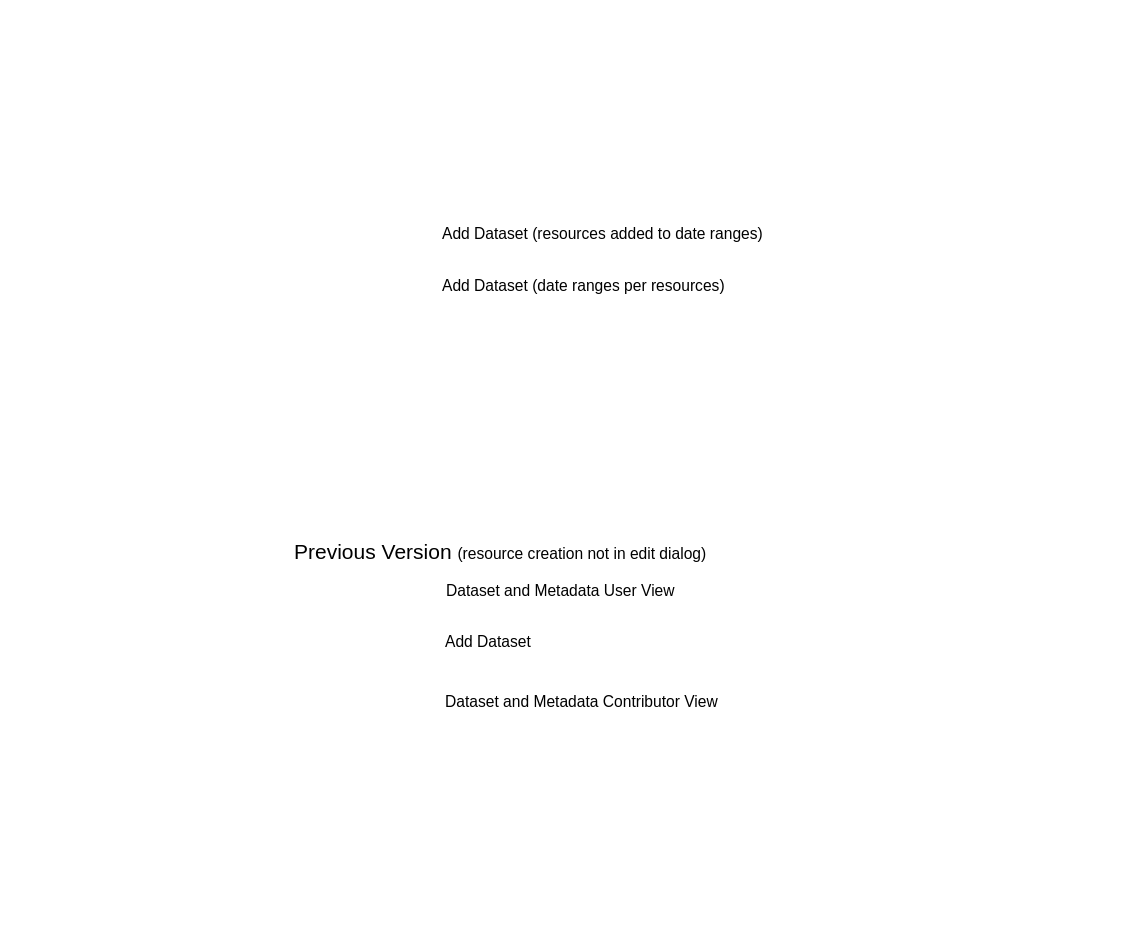 Add Dataset (resources added to date ranges)
Add Dataset (date ranges per resources)
Previous Version (resource creation not in edit dialog)
Dataset and Metadata User View
Add Dataset
Dataset and Metadata Contributor View